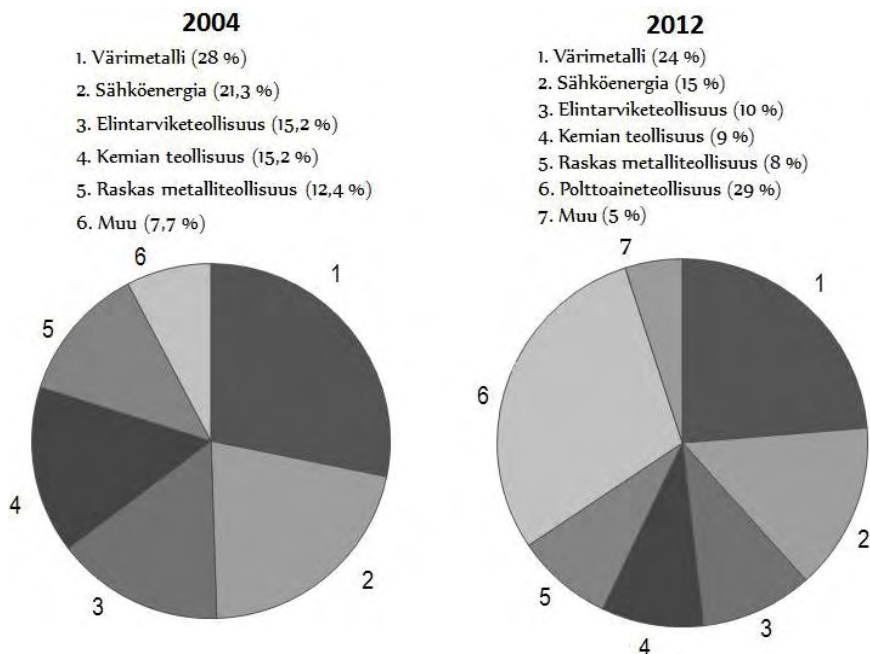 2004
1. Värimetalli (28 %)
2. Sähköenergia (21,3 %)
3. Elintarviketeollisuus (15,2 %)
4. Kemian teollisuus (15,2 %)
5. Raskas metalliteollisuus (12,4 %)
6. Muu (7,7 %)
6
1
5
4
3
2
2012
1. Värimetalli (24 %)
2. Sähköenergia (15 %)
3. Elintarviketeollisuus (10 %)
4. Kemian teollisuus (9 %)
5. Raskas metalliteollisuus (8 %)
6. Polttoaineteollisuus (29 %)
7. Muu (5 %)
7
1
6
2
5
3
4